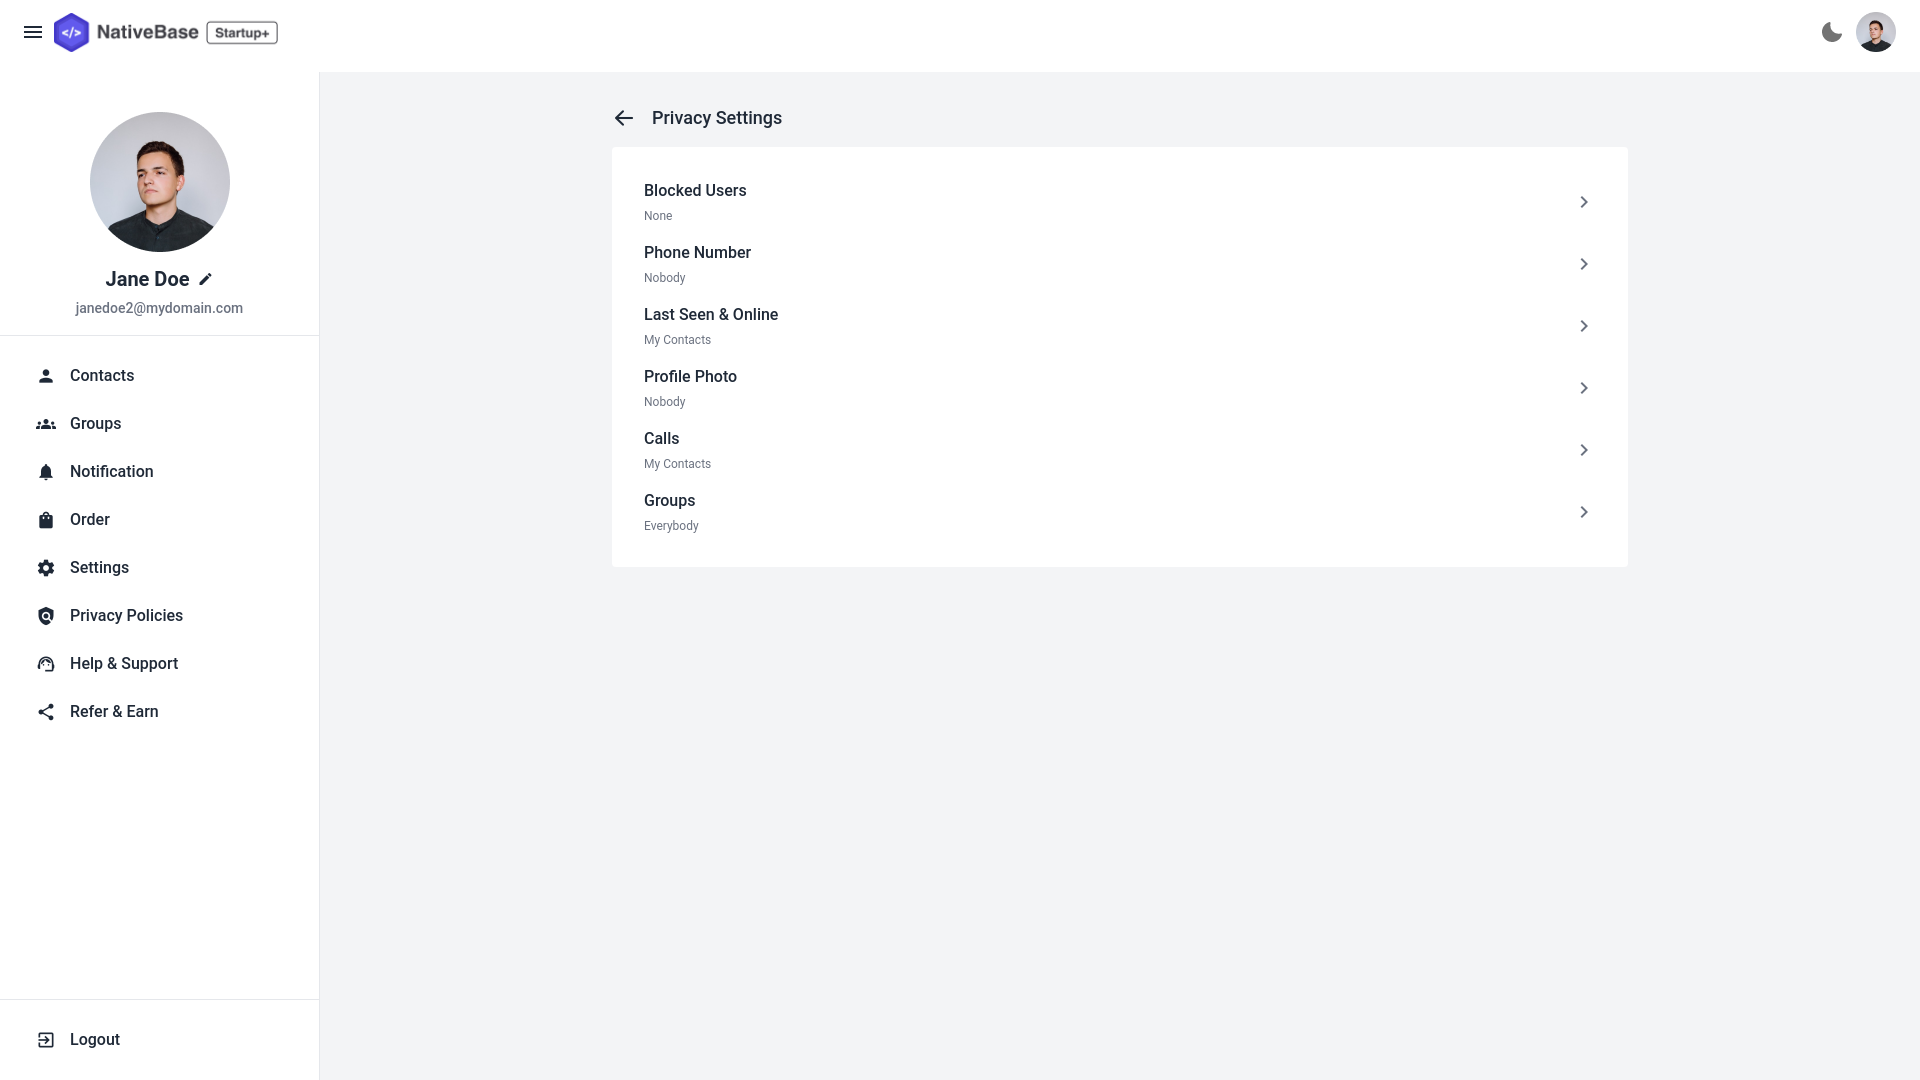 </> NativeBase Startup+
Jane Doe
janedoe2@mydomain.com
Contacts
Groups
Notification
Order
Settings
Privacy Policies
Help & Support
Refer & Earn
Logout
Privacy Settings
Blocked Users
None
Phone Number
Nobody
Last Seen & Online
My Contacts
Profile Photo
Nobody
Calls
My Contacts
Groups
Everybody